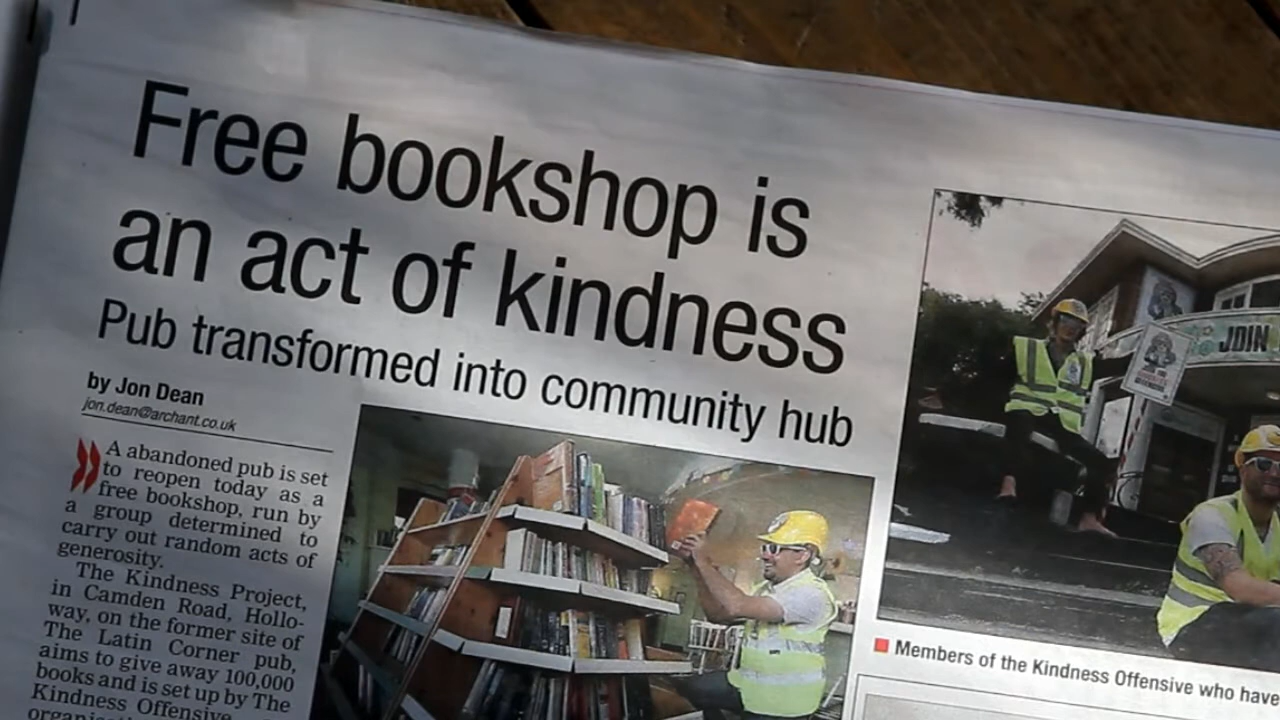 Free bookshop is
an act of kindness
Pub transformed into community hub
by Jon Dean
jon.dean@archant.co.uk
A abandoned pub is set
to reopen today as a
free bookshop, run by
a group determined to
carry out random acts of
generosity.
The Kindness Project,
in Camden Road, Hollo-
way, on the former site of
The Latin Corner pub,
aims to give away 100,000
books and is set up by The
Kindness Offensive
JOIN
Members of the Kindness Offensive who have